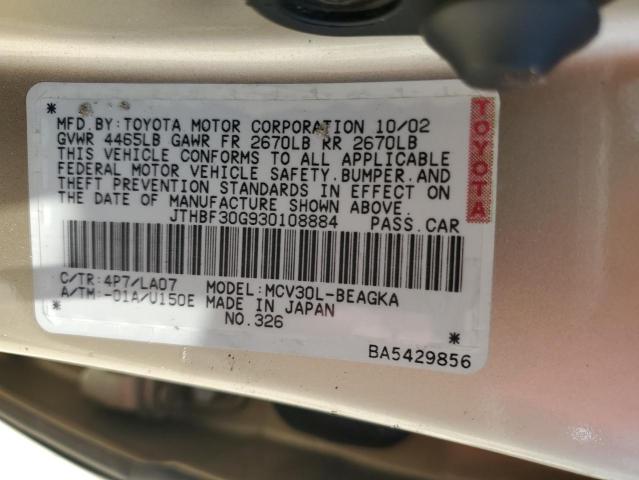 MFD.BY:TOYOTA MOTOR CORPORATION 10/02
GVWR 4465LB GAWR FR 2670LB RR 2670LB
THIS VEHICLE CONFORMS TO ALL APPLICABLE
FEDERAL MOTOR VEHICLE SAFETY.BUMPER.AND
THEFT PREVENTION STANDARDS IN EFFECT ON
THE DATE OF MANUFACTURE SHOWN ABOVE.
JTHBF30G930108884 PASS.CAR
C/TR:4P7/LA07 MODEL:MCV30L-BEAGKA
A/TM:-01A/U150E MADE IN JAPAN
NO.326
BA5429856
TOYOTA